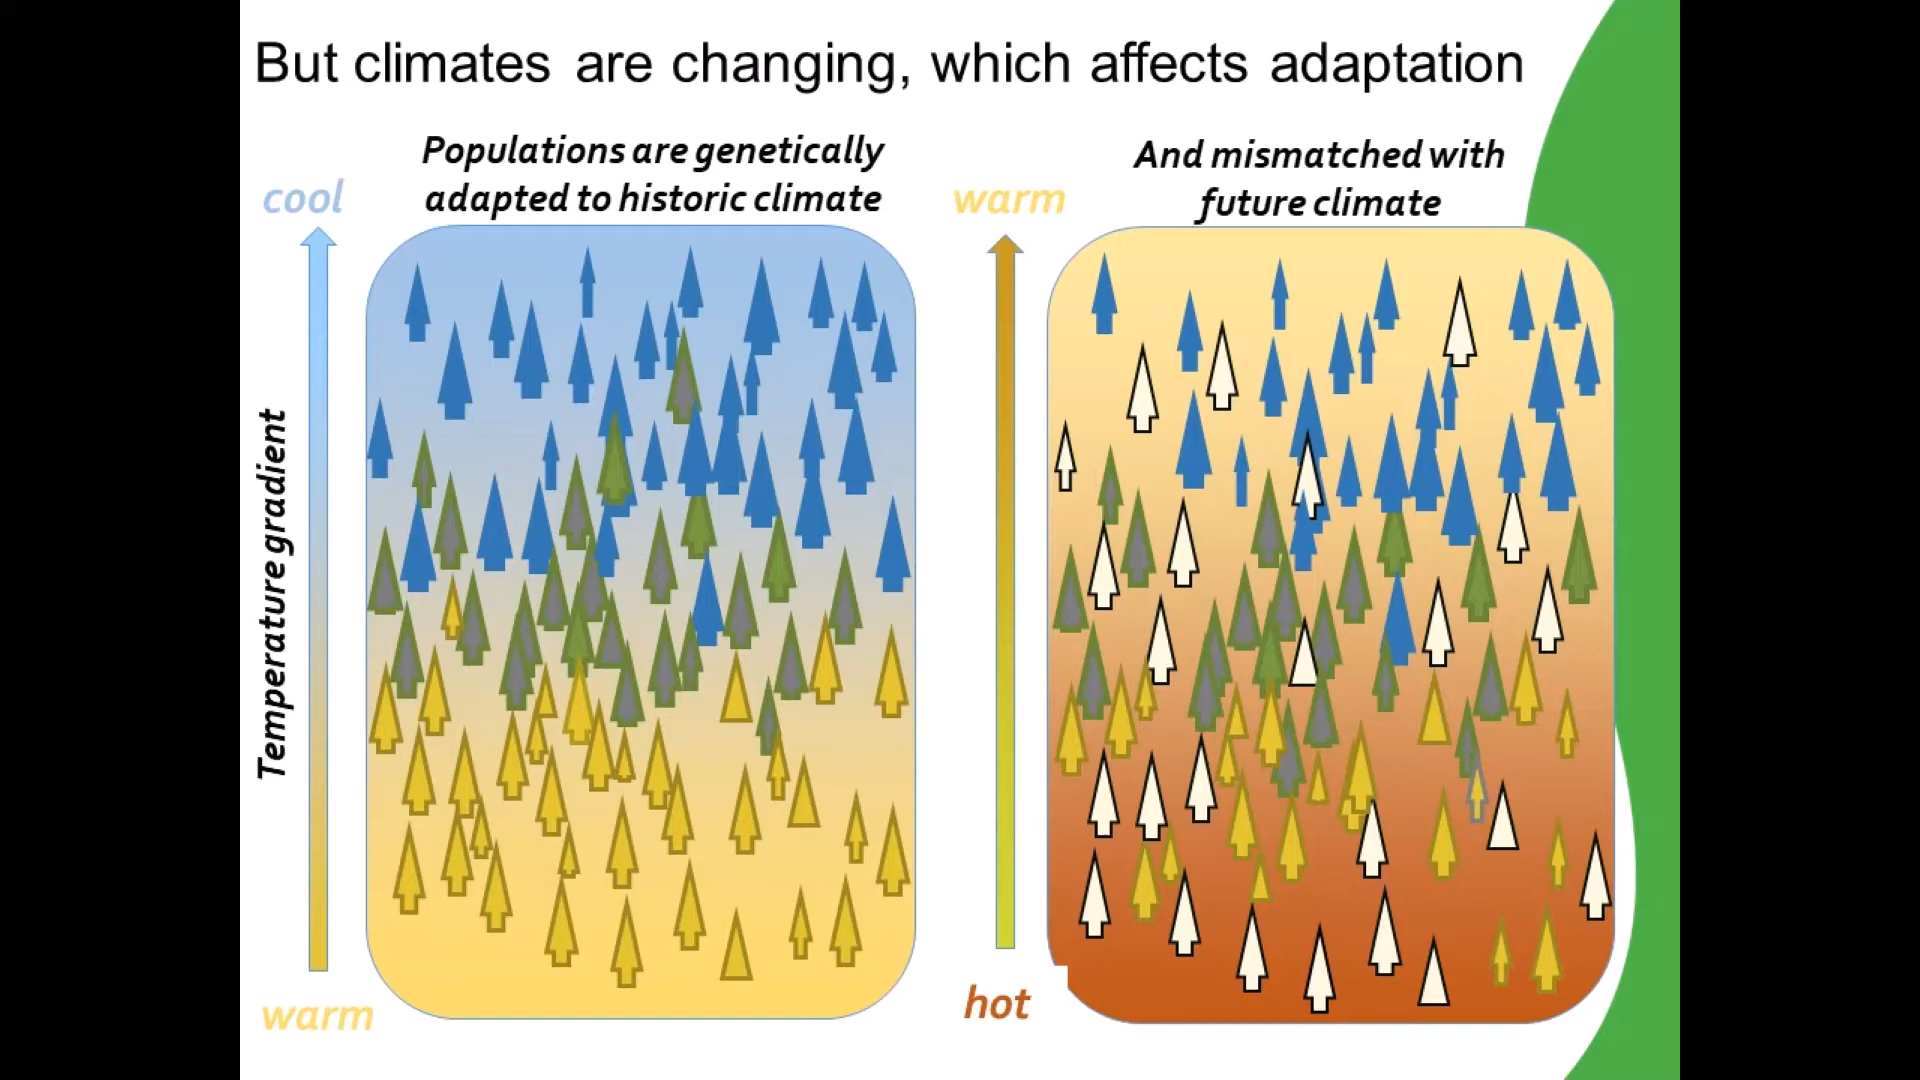 But climates are changing, which affects adaptation
Populations are genetically
adapted to historic climate
And mismatched with
future climate
cool
warm
Temperature gradient
warm
hot